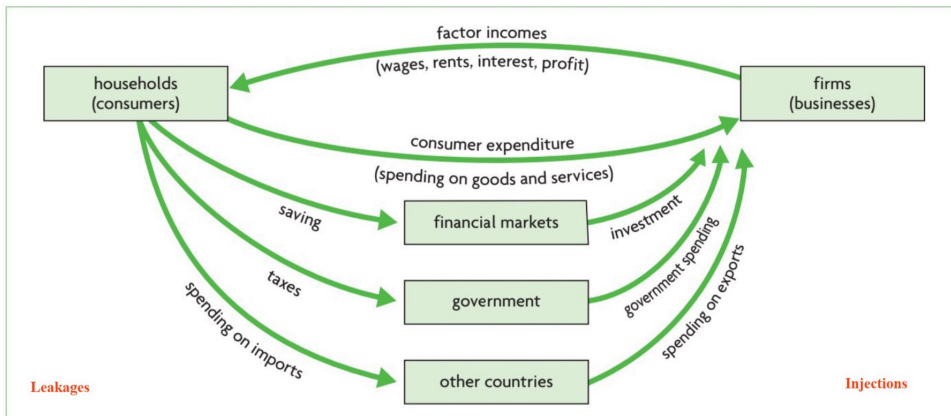 factor incomes
(wages, rents, interest, profit)
households
(consumers)
firms
(businesses)
consumer expenditure
(spending on goods and services)
saving
financial markets
investment
taxes
government
government spending
spending on imports
other countries
spending on exports
Leakages
Injections